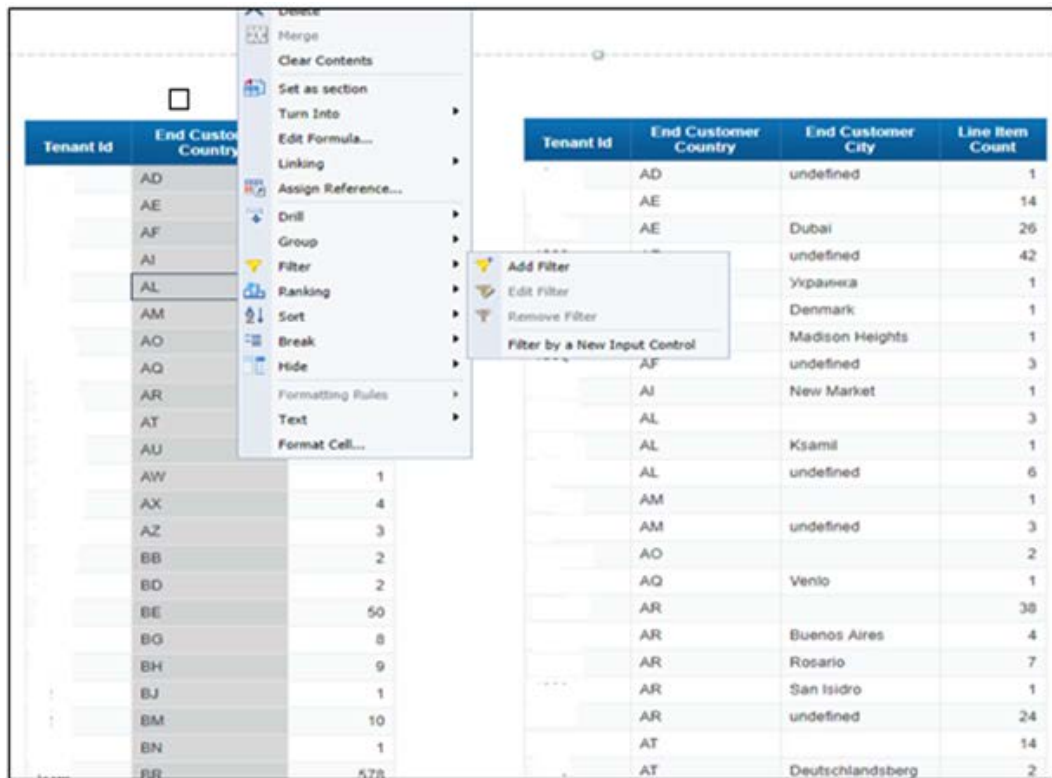 Delete
Merge
Clear Contents
Set as section
Turn Into
Edit Formula...
Linking
Assign Reference...
Drill
Group
Filter
Ranking
Sort
Break
Hide
Formatting Rules
Text
Format Cell...
Add Filter
Edit Filter
Remove Filter
Filter by a New Input Control
Tenant Id End Custo
Country
AD
AE
AF
AI
AL
AM
AO
AQ
AR
AT
AU
AW 1
AX 4
AZ 3
BB 2
BD 2
BE 50
BG 8
BH 9
BJ 1
BM 10
BN 1
BR 578
Tenant Id End Customer Country End Customer City Line Item Count
AD undefined 1
AE 14
AE Dubai 26
undefined 42
Українка 1
Denmark 1
Madison Heights 1
AF undefined 3
AI New Market 1
AL 3
AL Ksamil 1
AL undefined 6
AM 1
AM undefined 3
AO 2
AQ Venlo 1
AR 38
AR Buenos Aires 4
AR Rosario 7
AR San Isidro 1
AR undefined 24
AT 14
AT Deutschlandsberg 2